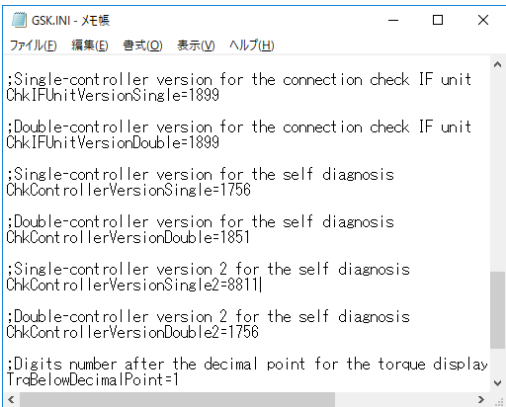 GSK.INI - メモ帳
ファイル(F) 編集(E) 書式(O) 表示(V) ヘルプ(H)
;Single-controller version for the connection check IF unit
ChkIFUnitVersionSingle=1899
;Double-controller version for the connection check IF unit
ChkIFUnitVersionDouble=1899
;Single-controller version for the self diagnosis
ChkControllerVersionSingle=1756
;Double-controller version for the self diagnosis
ChkControllerVersionDouble=1851
;Single-controller version 2 for the self diagnosis
ChkControllerVersionSingle2=8811
;Double-controller version 2 for the self diagnosis
ChkControllerVersionDouble2=1756
;Digits number after the decimal point for the torque display
TrqBelowDecimalPoint=1